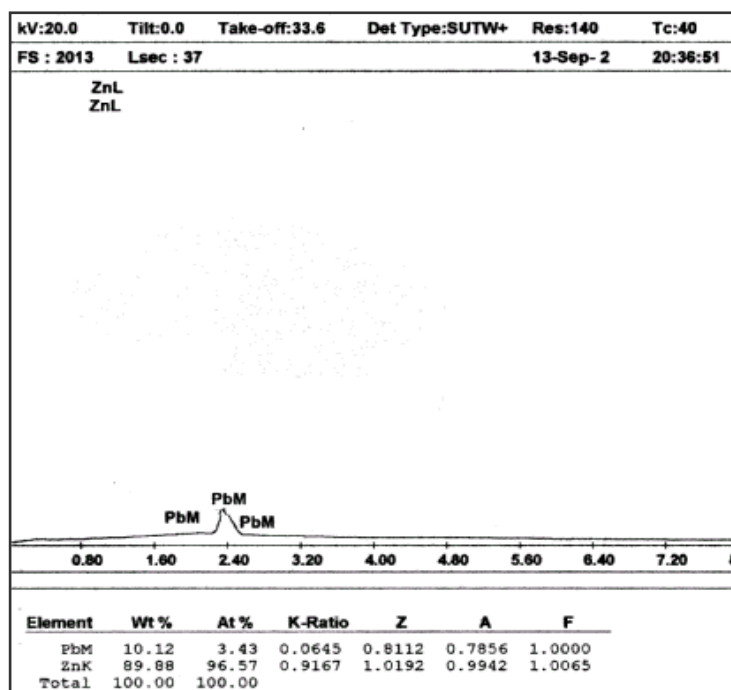 kV:20.0 Tilt:0.0 Take-off:33.6 Det Type:SUTW+ Res:140 Tc:40
FS : 2013 Lsec : 37 13-Sep- 2 20:36:51
ZnL
ZnL
PbM
PbM PbM
0.80 1.60 2.40 3.20 4.00 4.80 5.60 6.40 7.20
Element Wt % At % K-Ratio Z A F
PbM 10.12 3.43 0.0645 0.8112 0.7856 1.0000
ZnK 89.88 96.57 0.9167 1.0192 0.9942 1.0065
Total 100.00 100.00